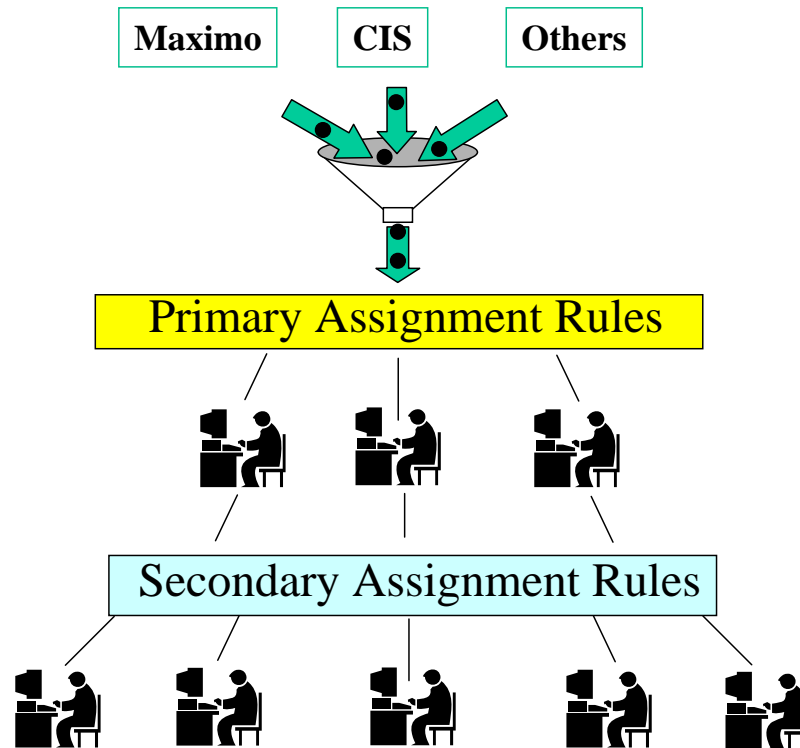 Maximo CIS Others
Primary Assignment Rules
Secondary Assignment Rules